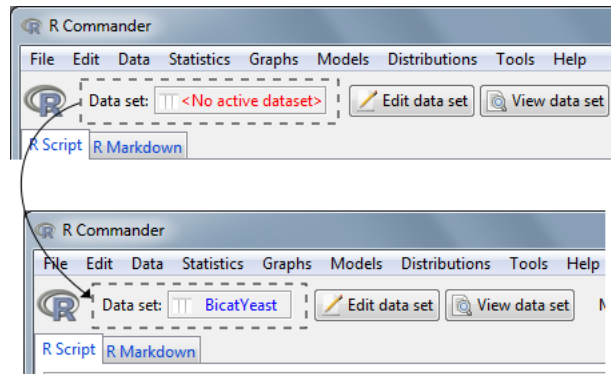 R Commander
File Edit Data Statistics Graphs Models Distributions Tools Help
R Data set: <No active dataset> Edit data set View data set
R Script R Markdown
R Commander
File Edit Data Statistics Graphs Models Distributions Tools Help
R Data set: BicatYeast Edit data set View data set
R Script R Markdown